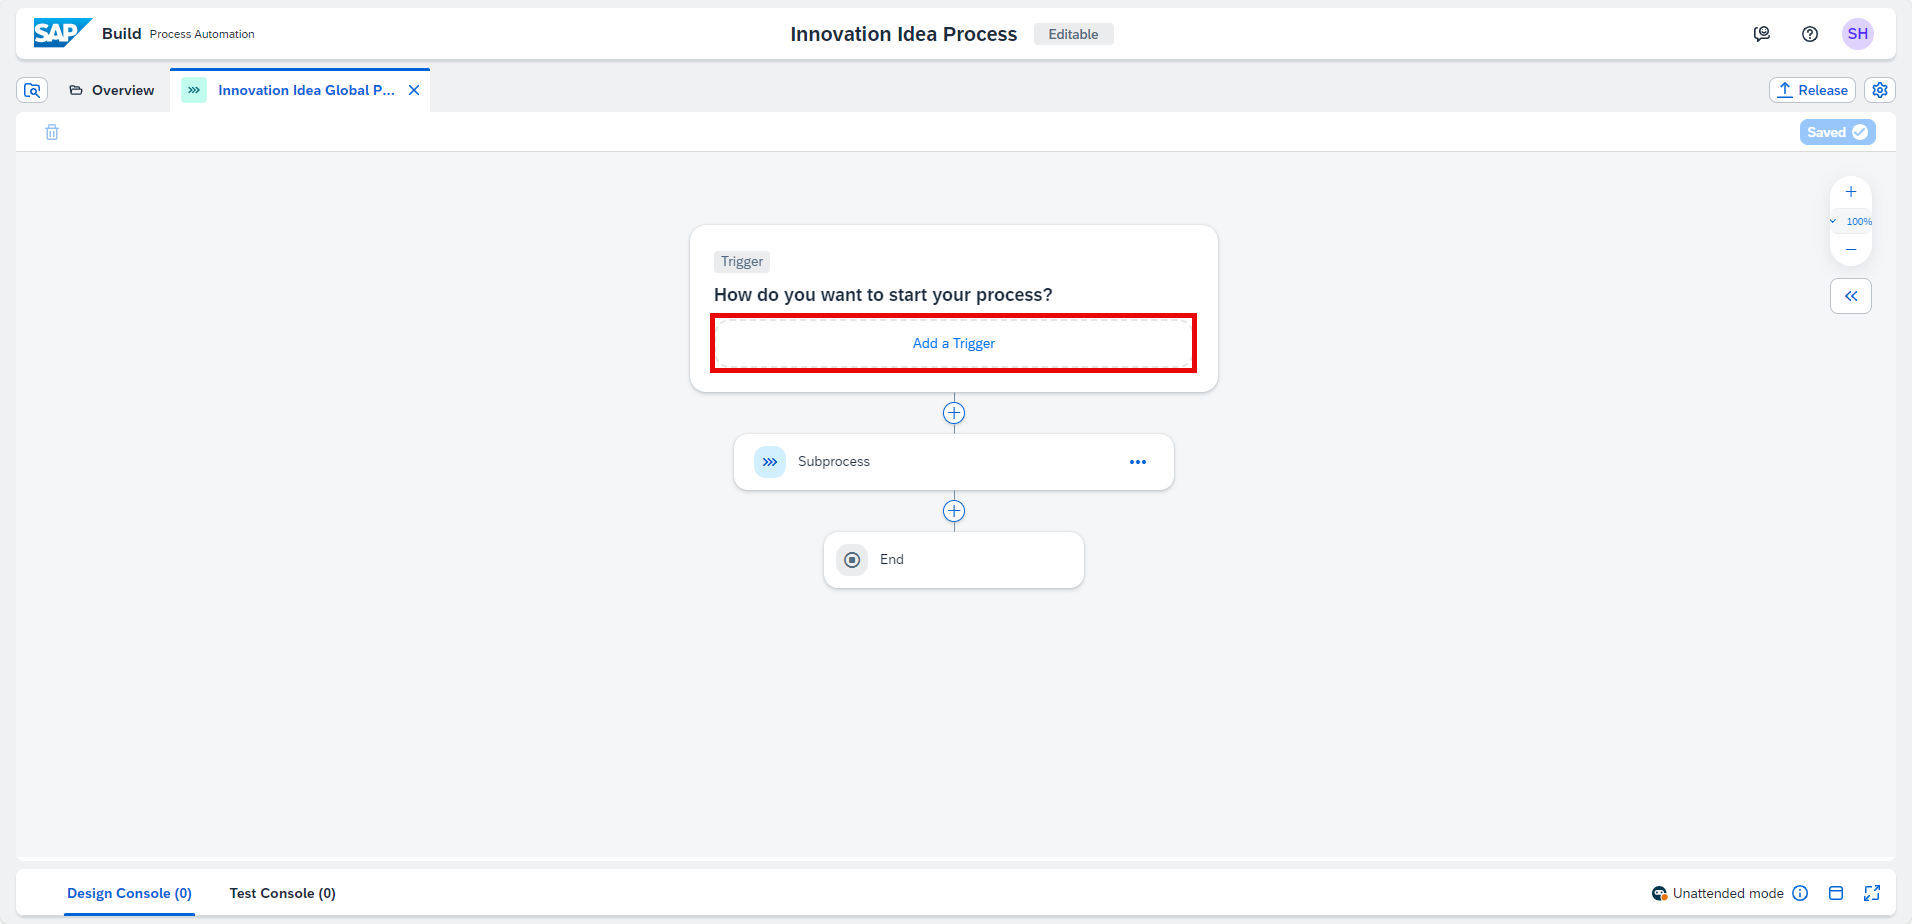 SAP Build Process Automation
Innovation Idea Process Editable
SH
Overview
Innovation Idea Global P...
Release
Saved
100%
Trigger
How do you want to start your process?
Add a Trigger
Subprocess
End
Design Console (0)
Test Console (0)
Unattended mode